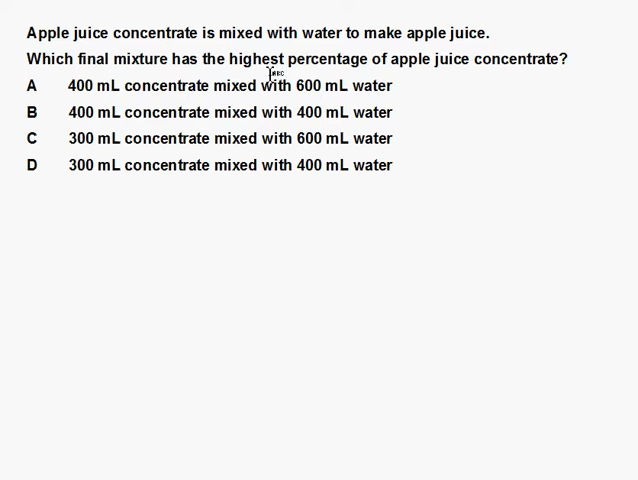 Apple juice concentrate is mixed with water to make apple juice.
Which final mixture has the highest percentage of apple juice concentrate?
A 400 mL concentrate mixed with 600 mL water
B 400 mL concentrate mixed with 400 mL water
C 300 mL concentrate mixed with 600 mL water
D 300 mL concentrate mixed with 400 mL water